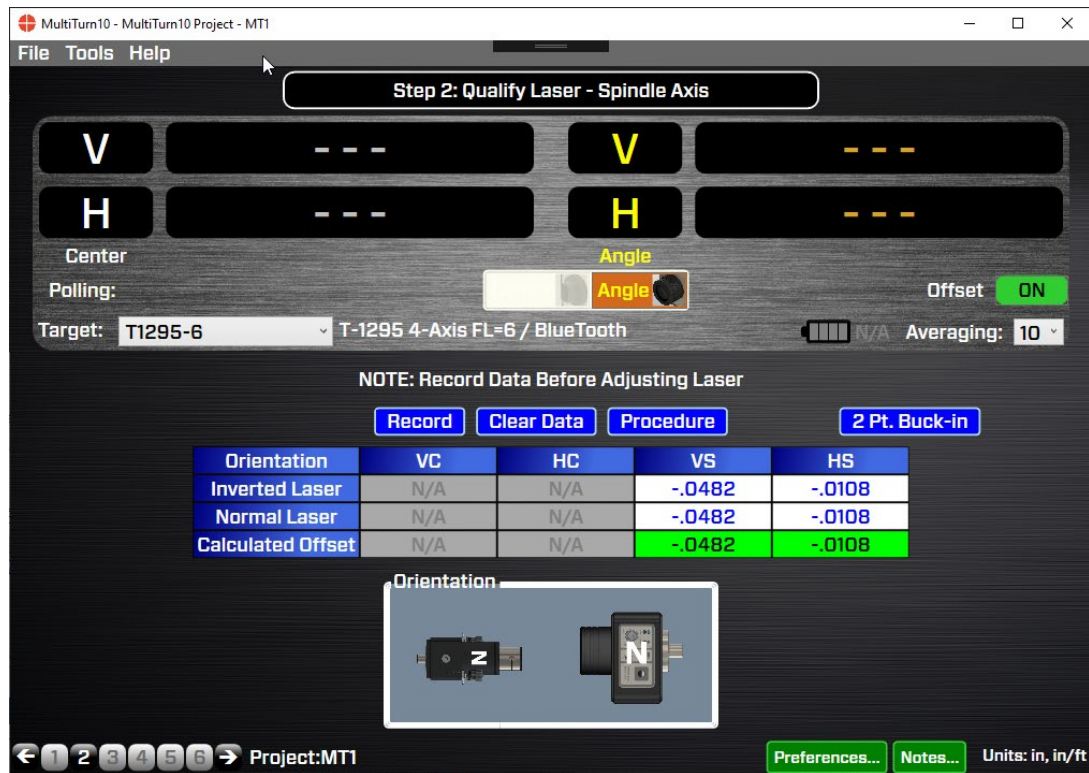 MultiTurn10 - MultiTurn10 Project - MT1
File Tools Help
Step 2: Qualify Laser - Spindle Axis
V - - - V - - -
H - - - H - - -
Center Angle
Polling: Angle Offset ON
Target: T1295-6 T-1295 4-Axis FL=6 / BlueTooth N/A Averaging: 10
NOTE: Record Data Before Adjusting Laser
Record Clear Data Procedure 2 Pt. Buck-in
Orientation VC HC VS HS
Inverted Laser N/A N/A -.0482 -.0108
Normal Laser N/A N/A -.0482 -.0108
Calculated Offset N/A N/A -.0482 -.0108
Orientation
N N
1 2 3 4 5 6 Project:MT1 Preferences... Notes... Units: in, in/ft